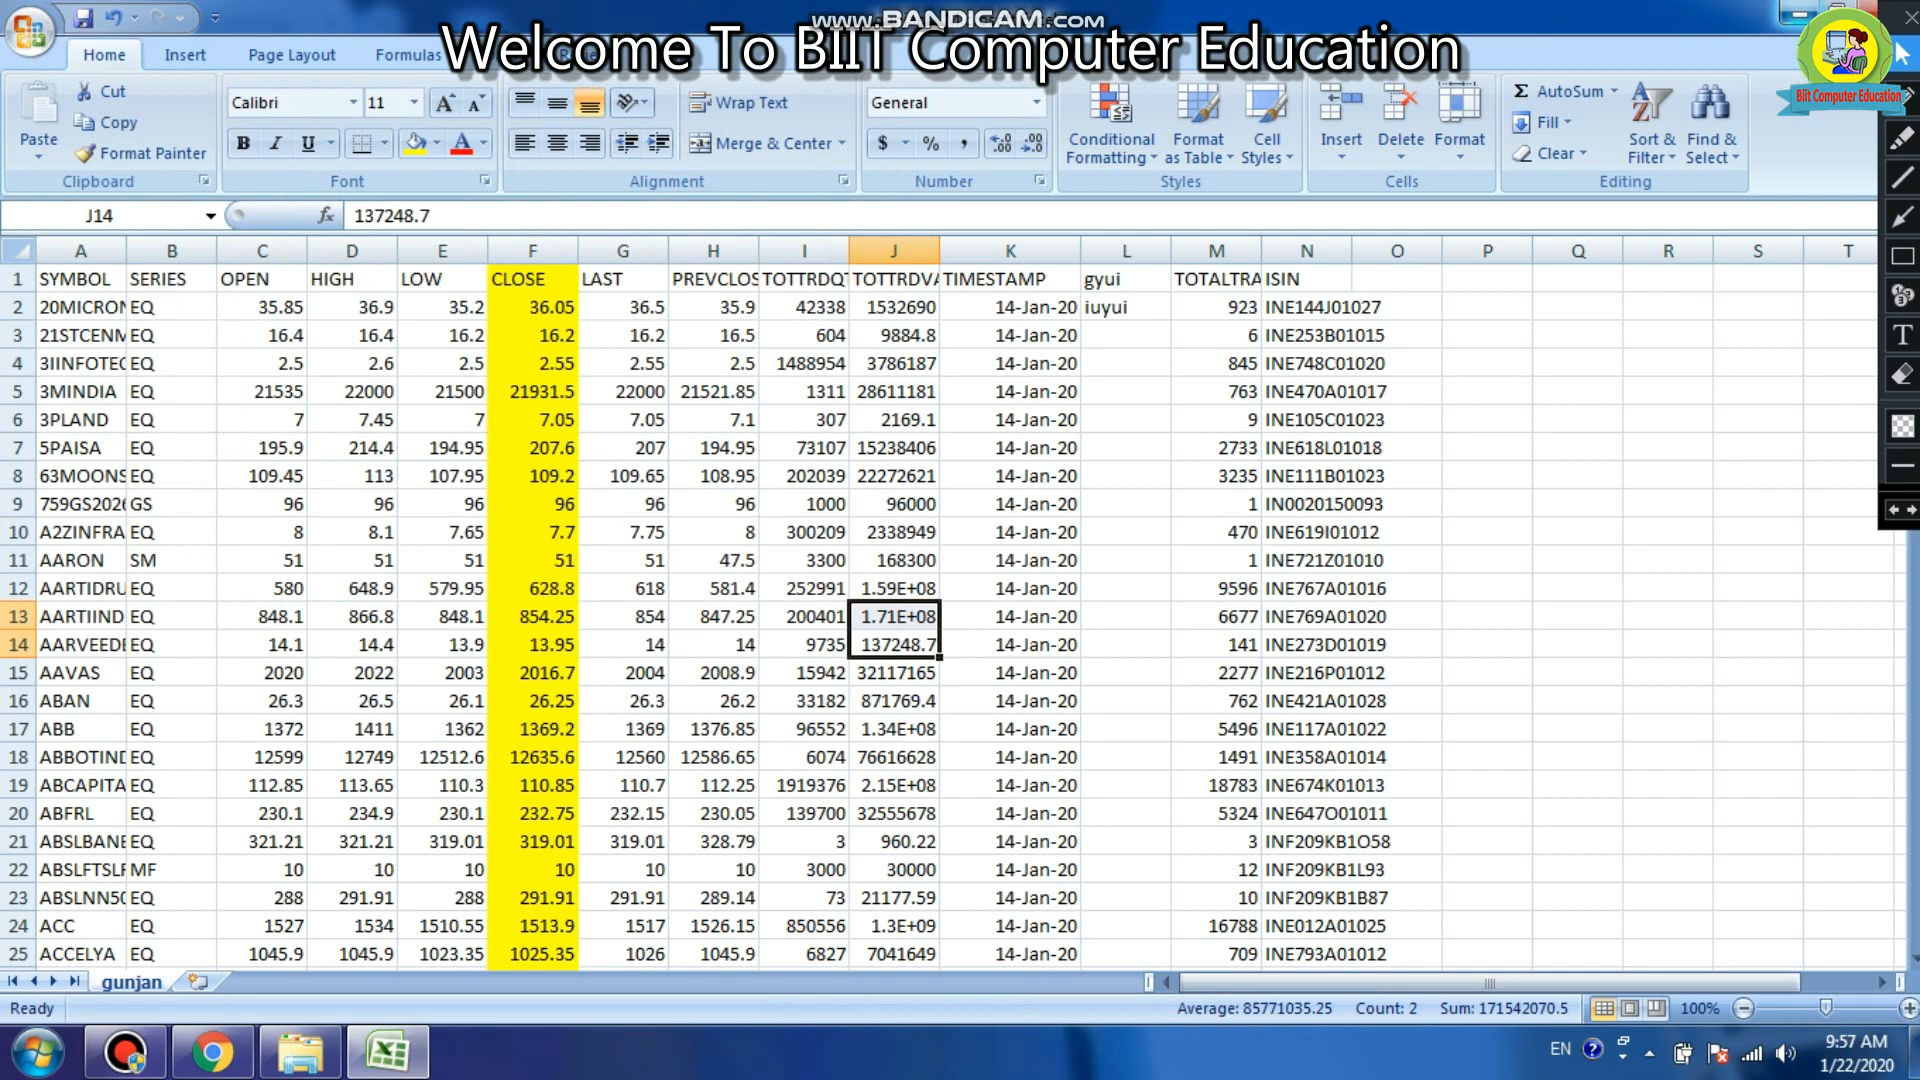 www.BANDICAM.com
Welcome To BIIT Computer Education
Biit Computer Education
Home Insert Page Layout Formulas
Paste Cut Calibri 11 Wrap Text General Conditional Formatting Format as Table Cell Styles Insert Delete Format AutoSum Sort & Filter Find & Select
Copy Fill
Format Painter B I U Merge & Center $ % , Clear
Clipboard Font Alignment Number Styles Cells Editing
J14 fx 137248.7
A B C D E F G H I J K L M N O P Q R S T
1 SYMBOL SERIES OPEN HIGH LOW CLOSE LAST PREVCLOS TOTTRDQT TOTTRDVA TIMESTAMP gyui TOTALTRA ISIN
2 20MICRON EQ 35.85 36.9 35.2 36.05 36.5 35.9 42338 1532690 14-Jan-20 iuyui 923 INE144J01027
3 21STCENM EQ 16.4 16.4 16.2 16.2 16.2 16.5 604 9884.8 14-Jan-20 6 INE253B01015
4 3IINFOTEC EQ 2.5 2.6 2.5 2.55 2.55 2.5 1488954 3786187 14-Jan-20 845 INE748C01020
5 3MINDIA EQ 21535 22000 21500 21931.5 22000 21521.85 1311 28611181 14-Jan-20 763 INE470A01017
6 3PLAND EQ 7 7.45 7 7.05 7.05 7.1 307 2169.1 14-Jan-20 9 INE105C01023
7 5PAISA EQ 195.9 214.4 194.95 207.6 207 194.95 73107 15238406 14-Jan-20 2733 INE618L01018
8 63MOONS EQ 109.45 113 107.95 109.2 109.65 108.95 202039 22272621 14-Jan-20 3235 INE111B01023
9 759GS2026 GS 96 96 96 96 96 96 1000 96000 14-Jan-20 1 IN0020150093
10 A2ZINFRA EQ 8 8.1 7.65 7.7 7.75 8 300209 2338949 14-Jan-20 470 INE619I01012
11 AARON SM 51 51 51 51 51 47.5 3300 168300 14-Jan-20 1 INE721Z01010
12 AARTIDRU EQ 580 648.9 579.95 628.8 618 581.4 252991 1.59E+08 14-Jan-20 9596 INE767A01016
13 AARTIIND EQ 848.1 866.8 848.1 854.25 854 847.25 200401 1.71E+08 14-Jan-20 6677 INE769A01020
14 AARVEEDE EQ 14.1 14.4 13.9 13.95 14 14 9735 137248.7 14-Jan-20 141 INE273D01019
15 AAVAS EQ 2020 2022 2003 2016.7 2004 2008.9 15942 32117165 14-Jan-20 2277 INE216P01012
16 ABAN EQ 26.3 26.5 26.1 26.25 26.3 26.2 33182 871769.4 14-Jan-20 762 INE421A01028
17 ABB EQ 1372 1411 1362 1369.2 1369 1376.85 96552 1.34E+08 14-Jan-20 5496 INE117A01022
18 ABBOTIND EQ 12599 12749 12512.6 12635.6 12560 12586.65 6074 76616628 14-Jan-20 1491 INE358A01014
19 ABCAPITA EQ 112.85 113.65 110.3 110.85 110.7 112.25 1919376 2.15E+08 14-Jan-20 18783 INE674K01013
20 ABFRL EQ 230.1 234.9 230.1 232.75 232.15 230.05 139700 32555678 14-Jan-20 5324 INE647O01011
21 ABSLBANE EQ 321.21 321.21 319.01 319.01 319.01 328.79 3 960.22 14-Jan-20 3 INF209KB1O58
22 ABSLFTSLF MF 10 10 10 10 10 10 3000 30000 14-Jan-20 12 INF209KB1L93
23 ABSLNN50 EQ 288 291.91 288 291.91 291.91 289.14 73 21177.59 14-Jan-20 10 INF209KB1B87
24 ACC EQ 1527 1534 1510.55 1513.9 1517 1526.15 850556 1.3E+09 14-Jan-20 16788 INE012A01025
25 ACCELYA EQ 1045.9 1045.9 1023.35 1025.35 1026 1045.9 6827 7041649 14-Jan-20 709 INE793A01012
gunjan
Ready Average: 85771035.25 Count: 2 Sum: 171542070.5 100%
EN 9:57 AM
1/22/2020